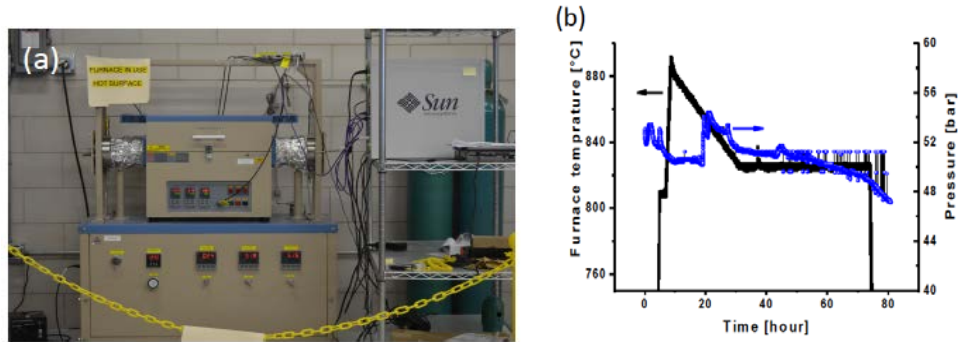 (a)
FURNACE IN USE
HOT SURFACE
Sun
(b)
Furnace temprature [°C]
880
840
800
760
Pressure [bar]
60
56
52
48
44
40
0
20
40
60
80
Time [hour]